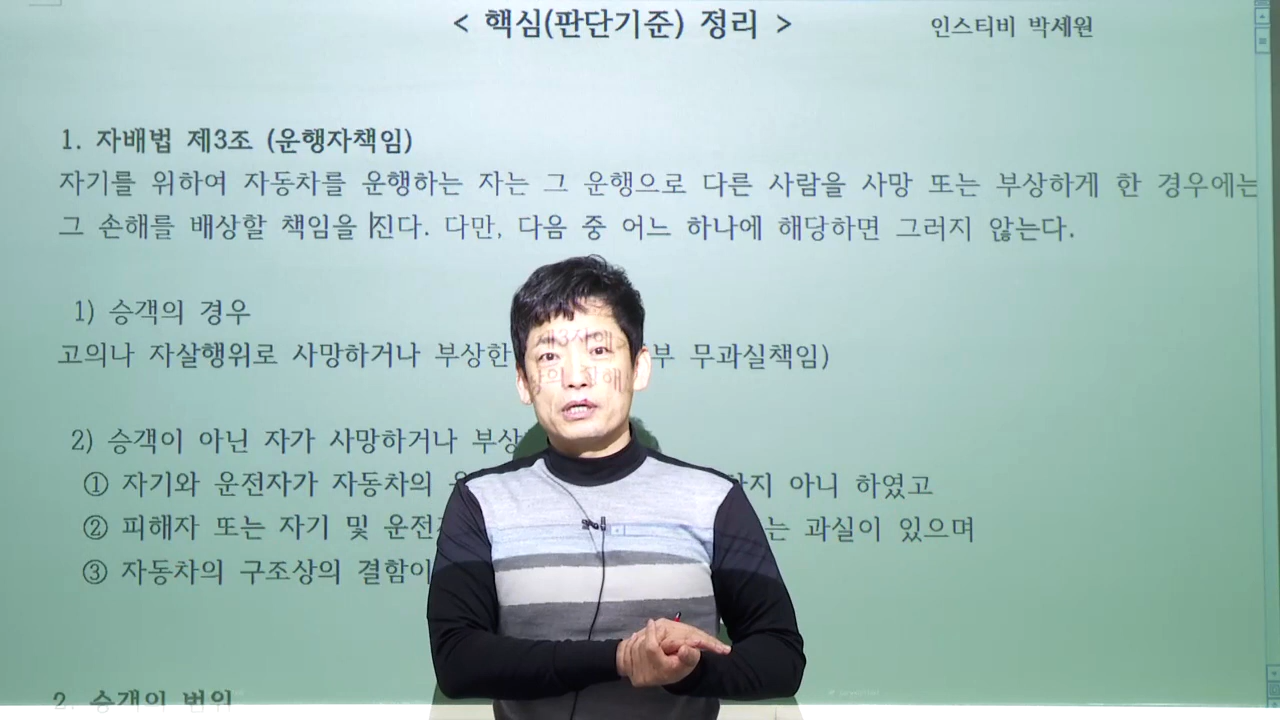 < 핵심(판단기준) 정리 >
인스티비 박세원
1. 자배법 제3조 (운행자책임)
자기를 위하여 자동차를 운행하는 자는 그 운행으로 다른 사람을 사망 또는 부상하게 한 경우에는
그 손해를 배상할 책임을 진다. 다만, 다음 중 어느 하나에 해당하면 그러지 않는다.
1) 승객의 경우
고의나 자살행위로 사망하거나 부상한 부 무과실책임)
2) 승객이 아닌 자가 사망하거나 부상
① 자기와 운전자가 자동차의 하지 아니 하였고
② 피해자 또는 자기 및 운전 는 과실이 있으며
③ 자동차의 구조상의 결함이
2. 승객의 범위